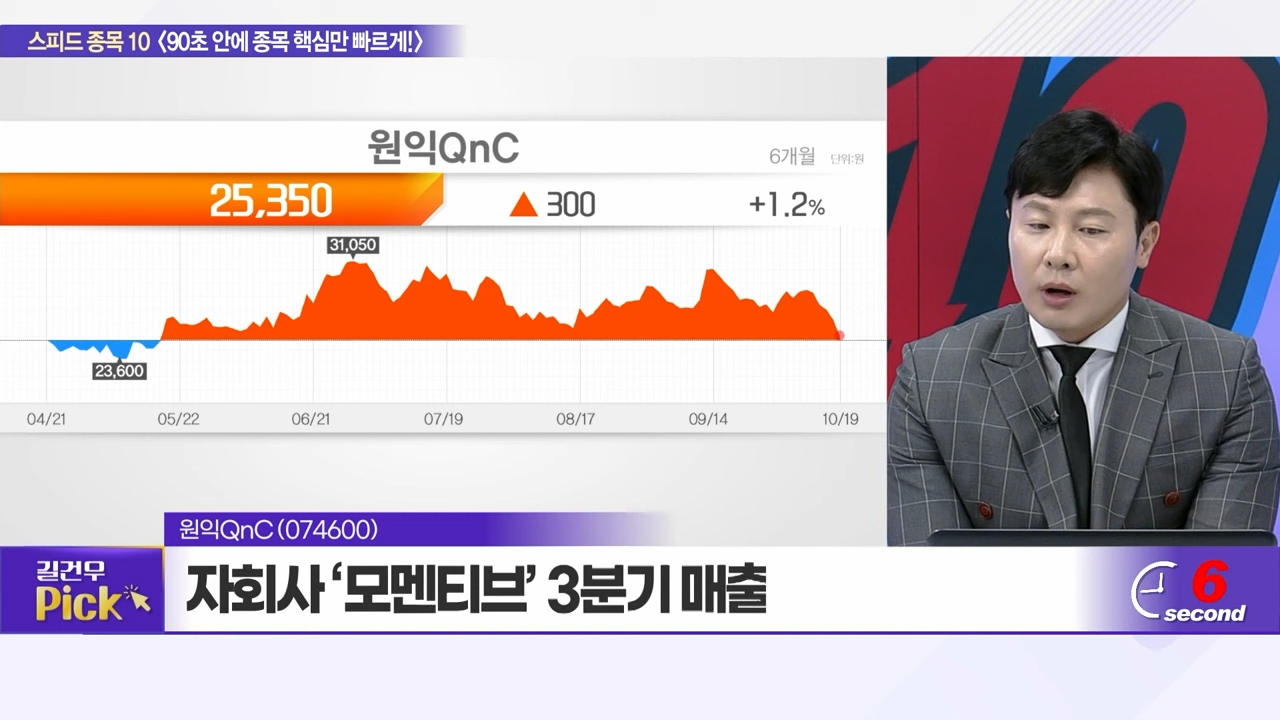 스피드 종목 10 〈90초 안에 종목 핵심만 빠르게!〉
원익QnC
6개월 단위:원
25,350 ▲ 300 +1.2%
31,050
23,600
04/21 05/22 06/21 07/19 08/17 09/14 10/19
원익QnC (074600)
길건무
Pick
자회사 ‘모멘티브’ 3분기 매출
6
second
10